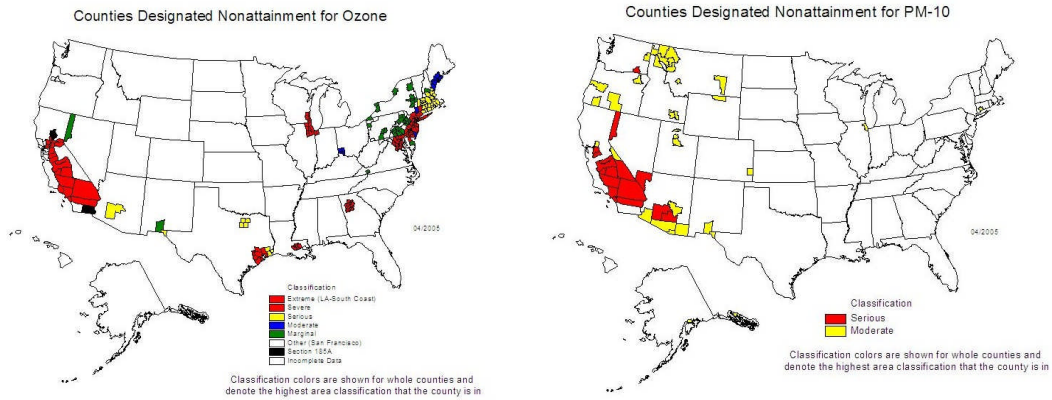 Counties Designated Nonattainment for Ozone
04/2005
Classification
Extreme (LA-South Coast)
Severe
Serious
Moderate
Marginal
Other (San Francisco)
Section 185A
Incomplete Data
Classification colors are shown for whole counties and
denote the highest area classification that the county is in
Counties Designated Nonattainment for PM-10
04/2005
Classification
Serious
Moderate
Classification colors are shown for whole counties and
denote the highest area classification that the county is in